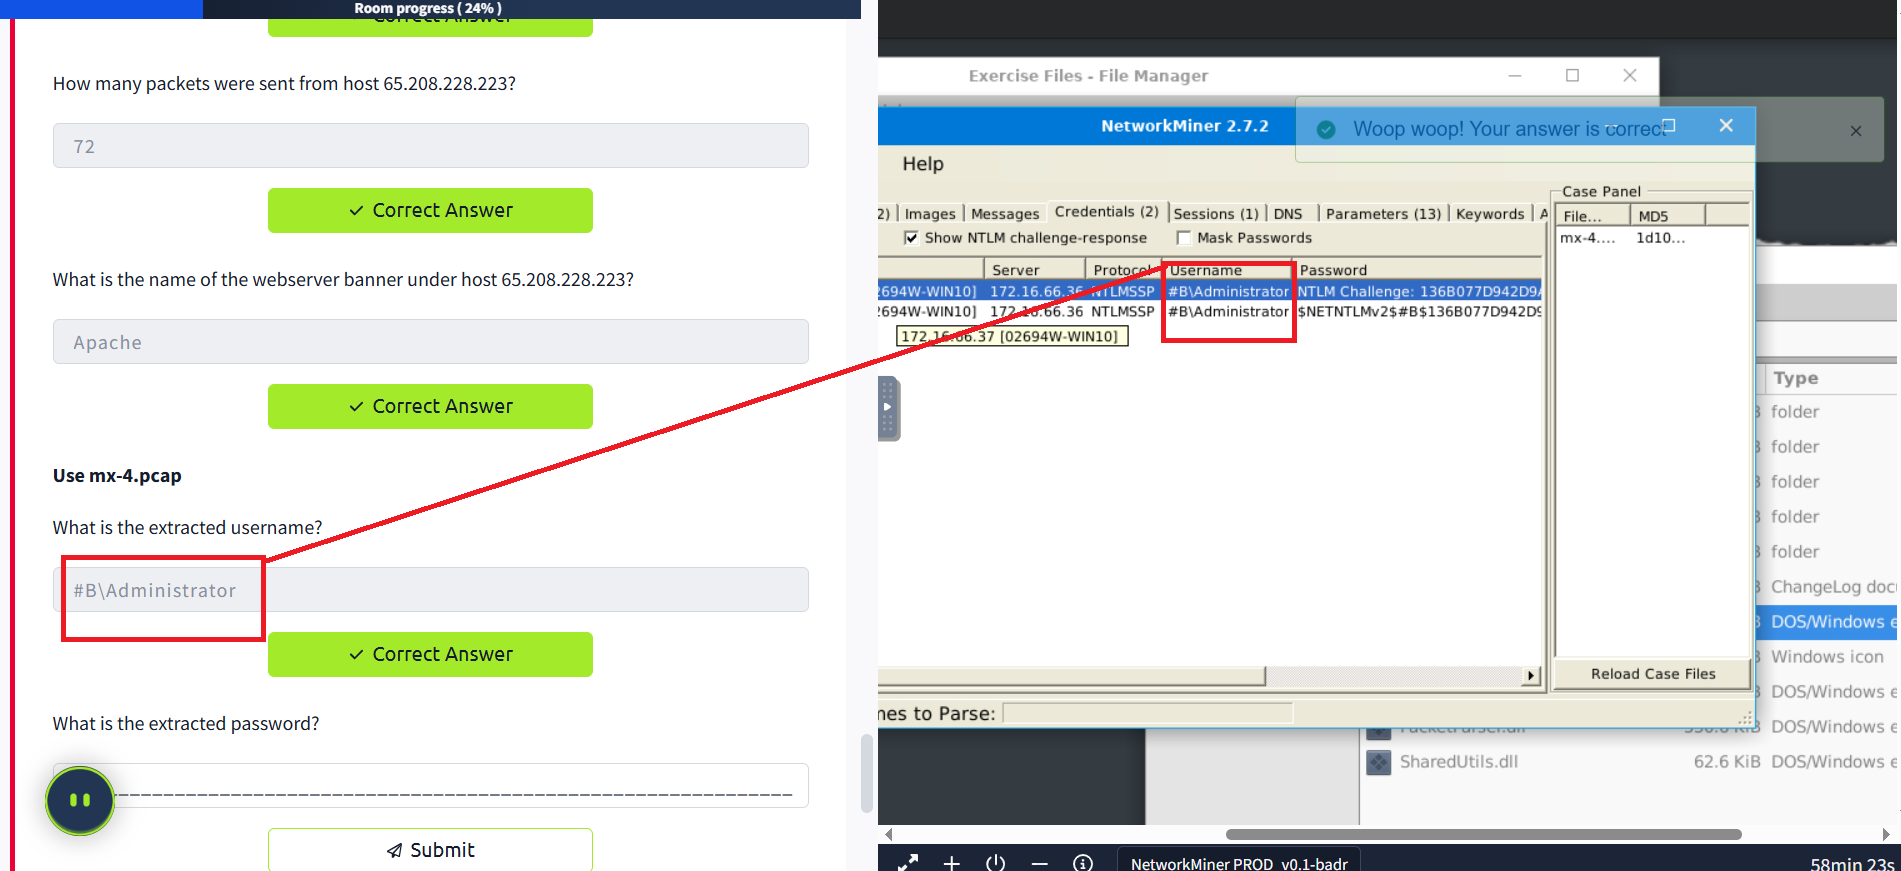 Room progress ( 24% )
Correct Answer
How many packets were sent from host 65.208.228.223?
72
Correct Answer
What is the name of the webserver banner under host 65.208.228.223?
Apache
Correct Answer
Use mx-4.pcap
What is the extracted username?
#B\Administrator
Correct Answer
What is the extracted password?
Submit
Exercise Files - File Manager
NetworkMiner 2.7.2
Woop woop! Your answer is correct
Help
2) Images Messages Credentials (2) Sessions (1) DNS Parameters (13) Keywords A
Show NTLM challenge-response Mask Passwords
Server Protocol Username Password
2694W-WIN10] 172.16.66.36 NTLMSSP #B\Administrator NTLM Challenge: 136B077D942D9A
2694W-WIN10] 172.16.66.36 NTLMSSP #B\Administrator $NETNTLMv2$#B$136B077D942D9
172.16.66.37 [02694W-WIN10]
Case Panel
File... MD5
mx-4.... 1d10...
Reload Case Files
nes to Parse:
Type
folder
folder
folder
folder
folder
ChangeLog doc
DOS/Windows e
Windows icon
DOS/Windows e
PacketParser.dll DOS/Windows e
SharedUtils.dll 62.6 KiB DOS/Windows e
NetworkMiner PROD_v0.1-badr
58min 23s